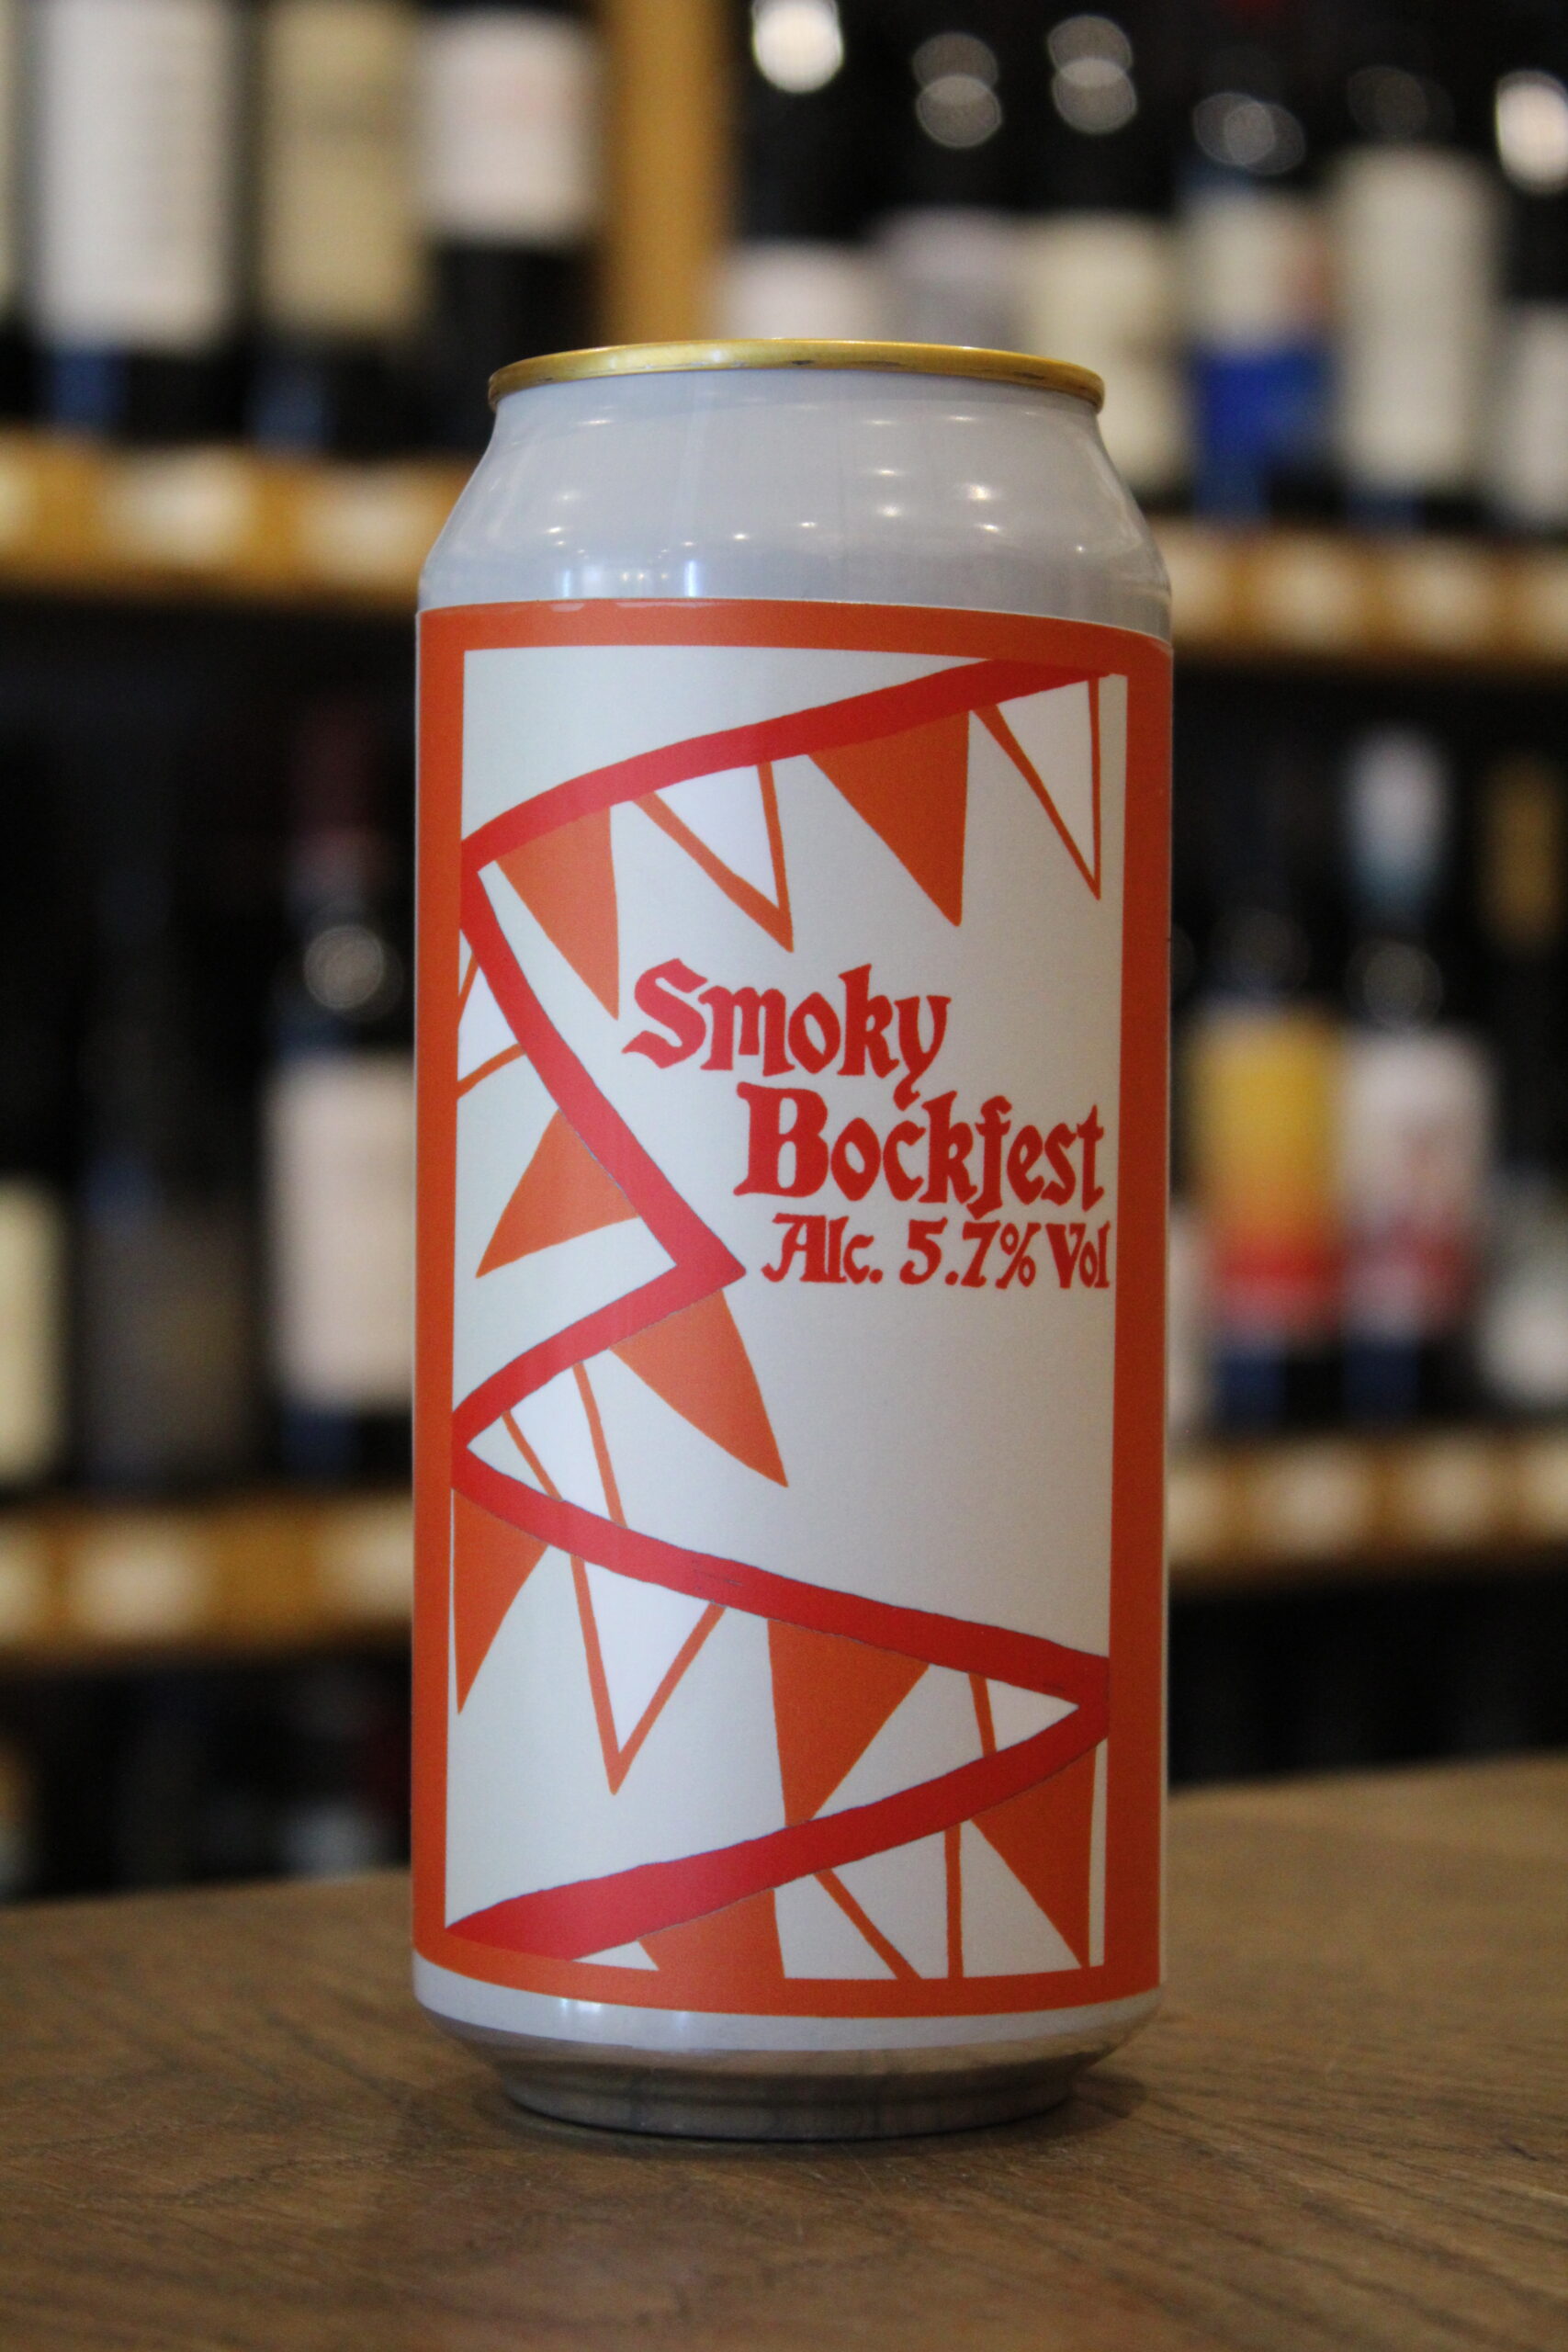 Smoky
Bockfest
Alc. 5.7% Vol